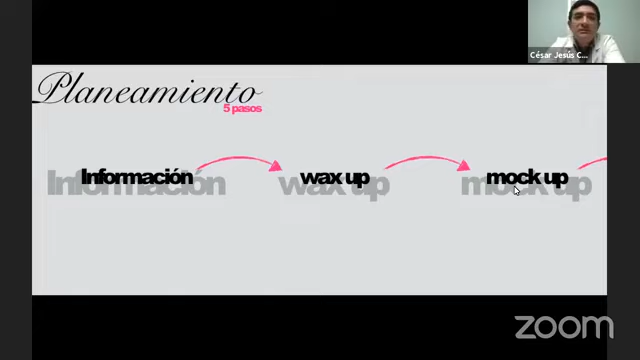 César Jesús C...
Planeamiento
5 pasos
Información
wax up
mock up
zoom